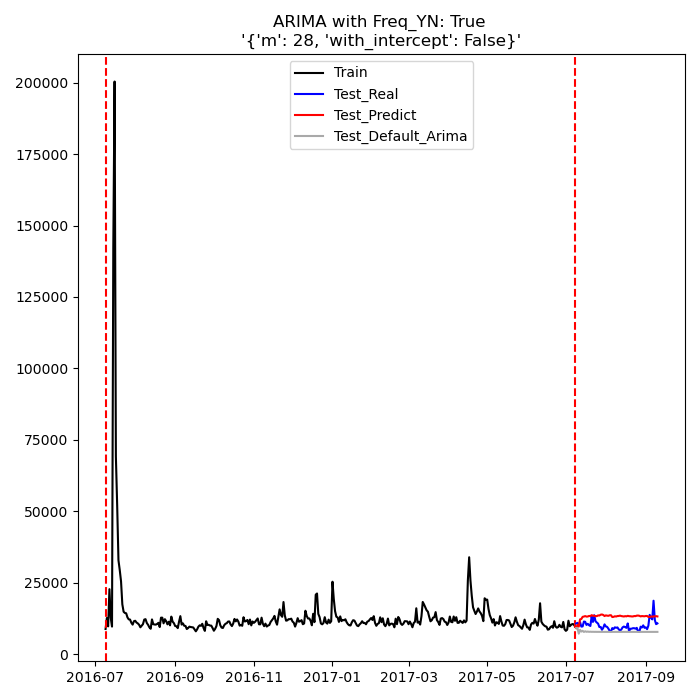 ARIMA with Freq_YN: True
'{'m': 28, 'with_intercept': False}'
Train
Test_Real
Test_Predict
Test_Default_Arima
200000
175000
150000
125000
100000
75000
50000
25000
0
2016-07 2016-09 2016-11 2017-01 2017-03 2017-05 2017-07 2017-09